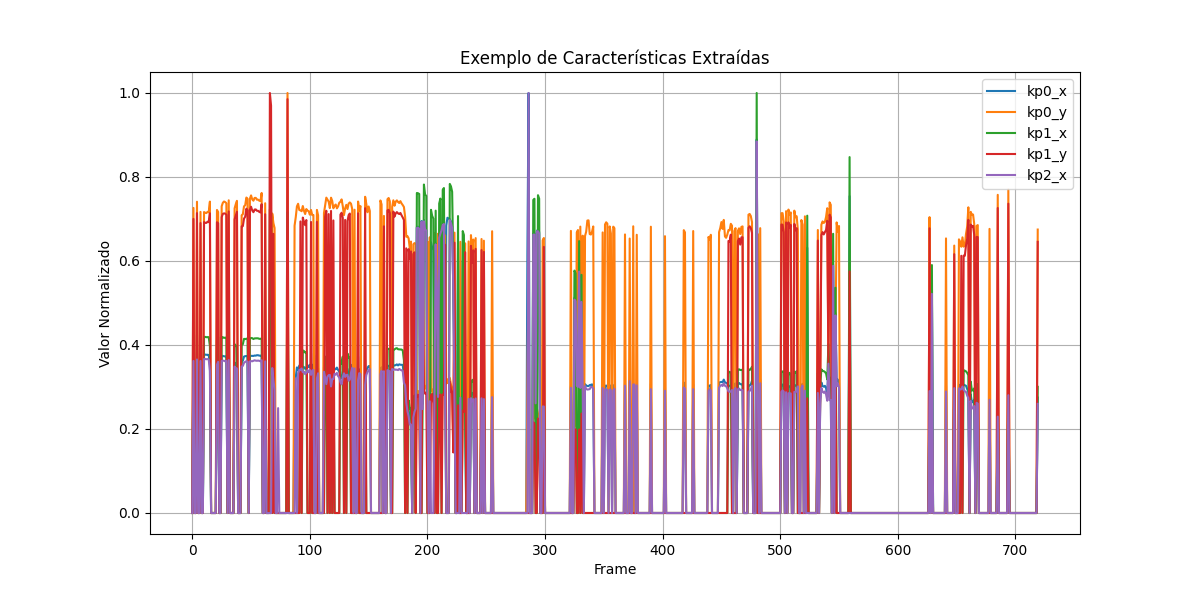 Exemplo de Características Extraídas
kp0_x
kp0_y
kp1_x
kp1_y
kp2_x
Valor Normalizado
1.0
0.8
0.6
0.4
0.2
0.0
0 100 200 300 400 500 600 700
Frame